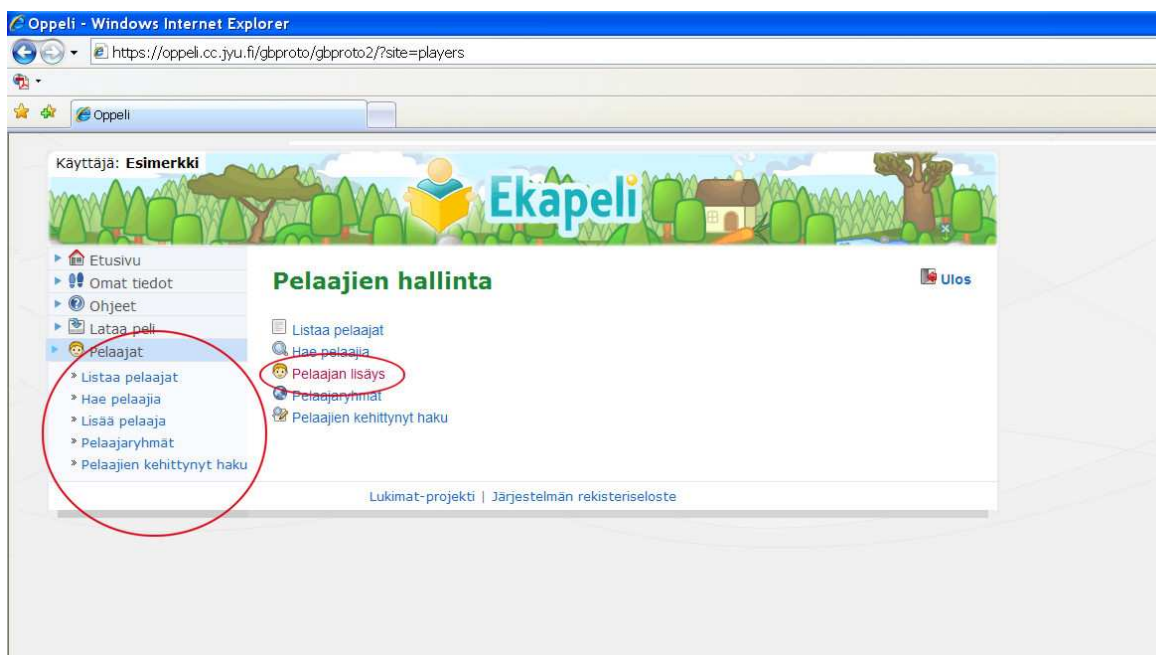 Oppeli - Windows Internet Explorer
https://oppeli.cc.jyu.fi/gbproto/gbproto2/?site=players
Oppeli
Käyttäjä: Esimerkki
Ekapeli
Etusivu
Omat tiedot
Ohjeet
Lataa peli
Pelaajat
Listaa pelaajat
Hae pelaajia
Lisää pelaaja
Pelaajaryhmät
Pelaajien kehittynyt haku
Pelaajien hallinta
Ulos
Listaa pelaajat
Hae pelaajia
Pelaajan lisäys
Pelaajaryhmät
Pelaajien kehittynyt haku
Lukimat-projekti | Järjestelmän rekisteriseloste